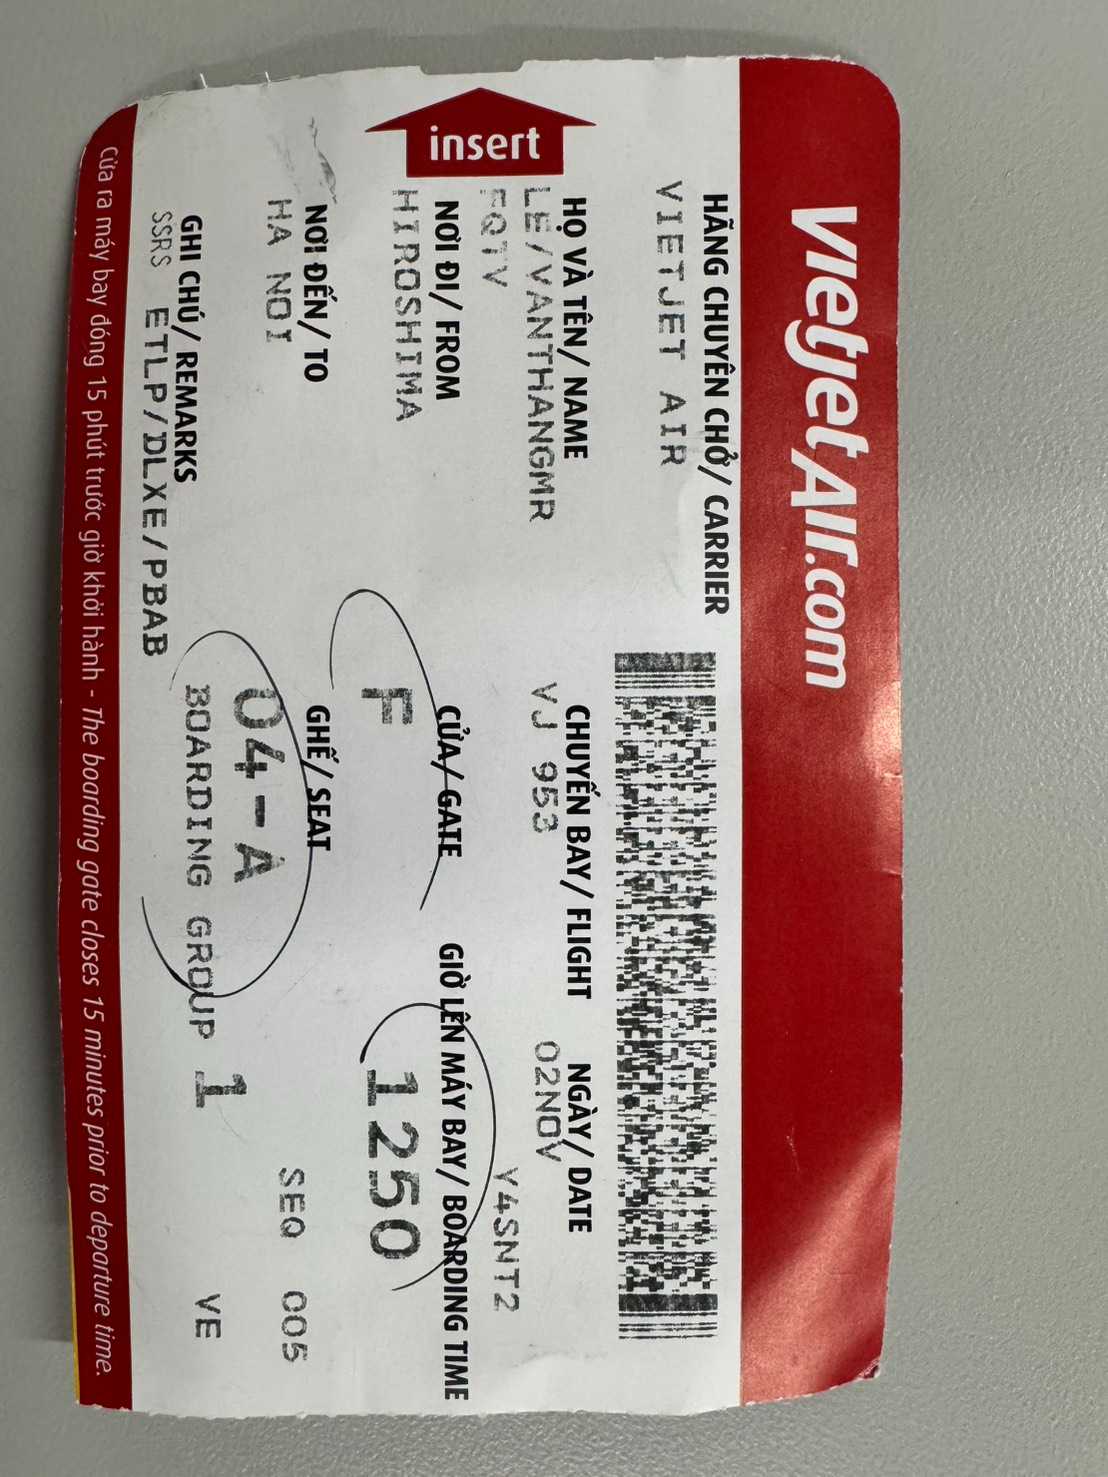 vietjetAir.com
HÃNG CHUYÊN CHỞ/ CARRIER
VIETJET AIR
HỌ VÀ TÊN/ NAME
LE/VANTHANGMR
FQTV
NƠI ĐI/ FROM
HIROSHIMA
NƠI ĐẾN/ TO
HA NOI
GHI CHÚ/ REMARKS
SSRS ETLP/DLXE/PBAB
insert
CHUYẾN BAY/ FLIGHT NGÀY/ DATE
VJ 953 02NOV
Y4SNT2
CỬA/ GATE GIỜ LÊN MÁY BAY/ BOARDING TIME
F 1250
GHẾ/ SEAT
04-A SEQ 005
BOARDING GROUP 1 VE
Cửa ra máy bay đóng 15 phút trước giờ khởi hành - The boarding gate closes 15 minutes prior to departure time.